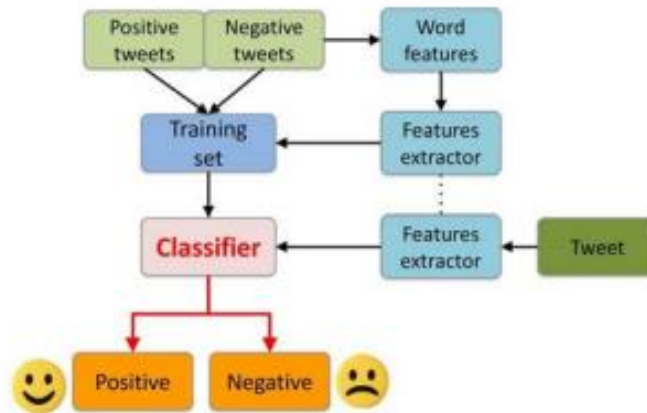 Positive
tweets
Negative
tweets
Word
features
Training
set
Features
extractor
Classifier
Features
extractor
Tweet
Positive
Negative